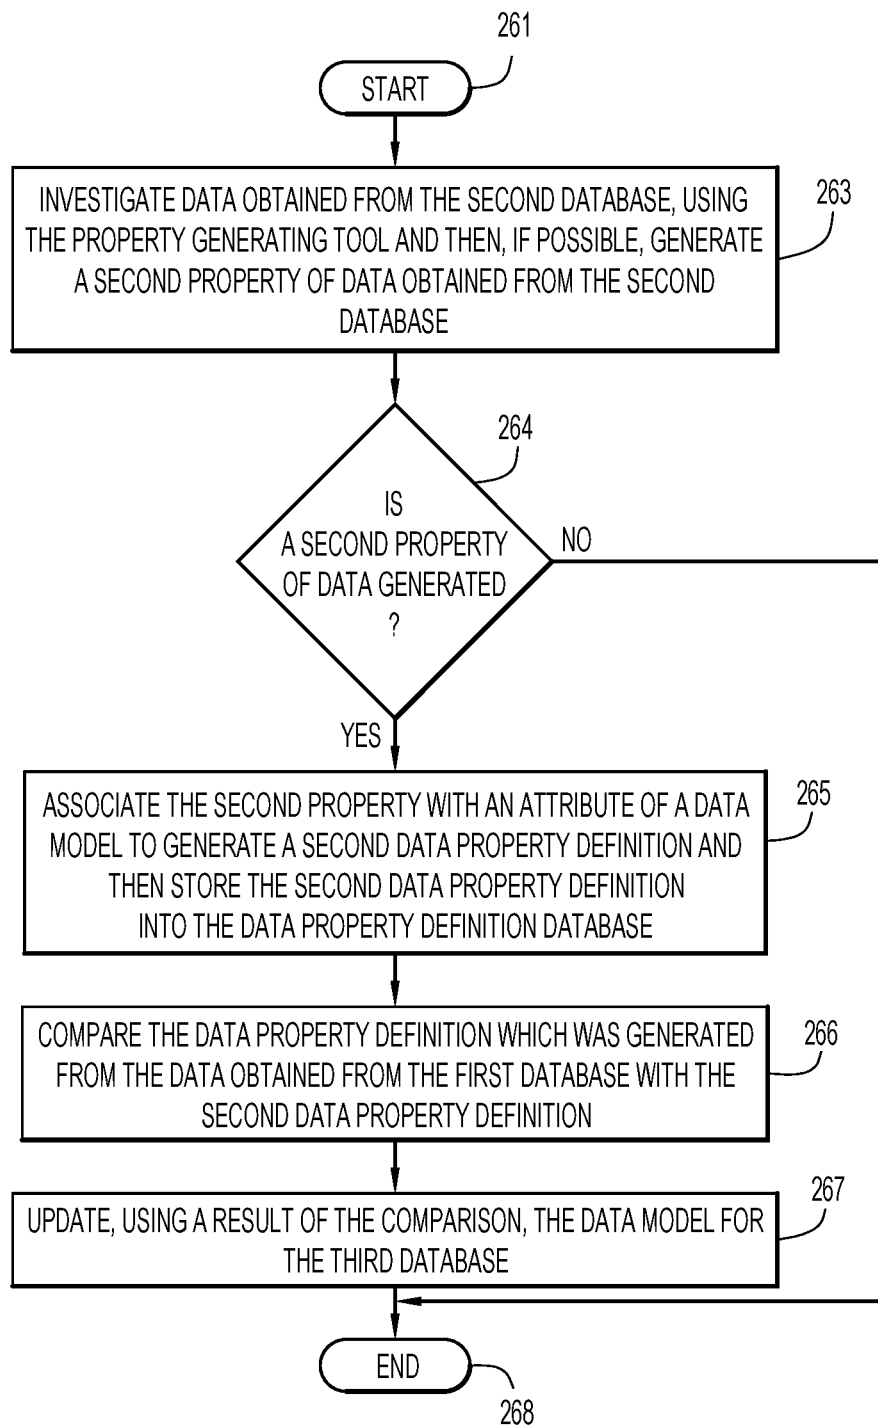 261
START
INVESTIGATE DATA OBTAINED FROM THE SECOND DATABASE, USING
THE PROPERTY GENERATING TOOL AND THEN, IF POSSIBLE, GENERATE
A SECOND PROPERTY OF DATA OBTAINED FROM THE SECOND
DATABASE
263
264
IS
A SECOND PROPERTY
OF DATA GENERATED
?
NO
YES
ASSOCIATE THE SECOND PROPERTY WITH AN ATTRIBUTE OF A DATA
MODEL TO GENERATE A SECOND DATA PROPERTY DEFINITION AND
THEN STORE THE SECOND DATA PROPERTY DEFINITION
INTO THE DATA PROPERTY DEFINITION DATABASE
265
COMPARE THE DATA PROPERTY DEFINITION WHICH WAS GENERATED
FROM THE DATA OBTAINED FROM THE FIRST DATABASE WITH THE
SECOND DATA PROPERTY DEFINITION
266
UPDATE, USING A RESULT OF THE COMPARISON, THE DATA MODEL FOR
THE THIRD DATABASE
267
END
268